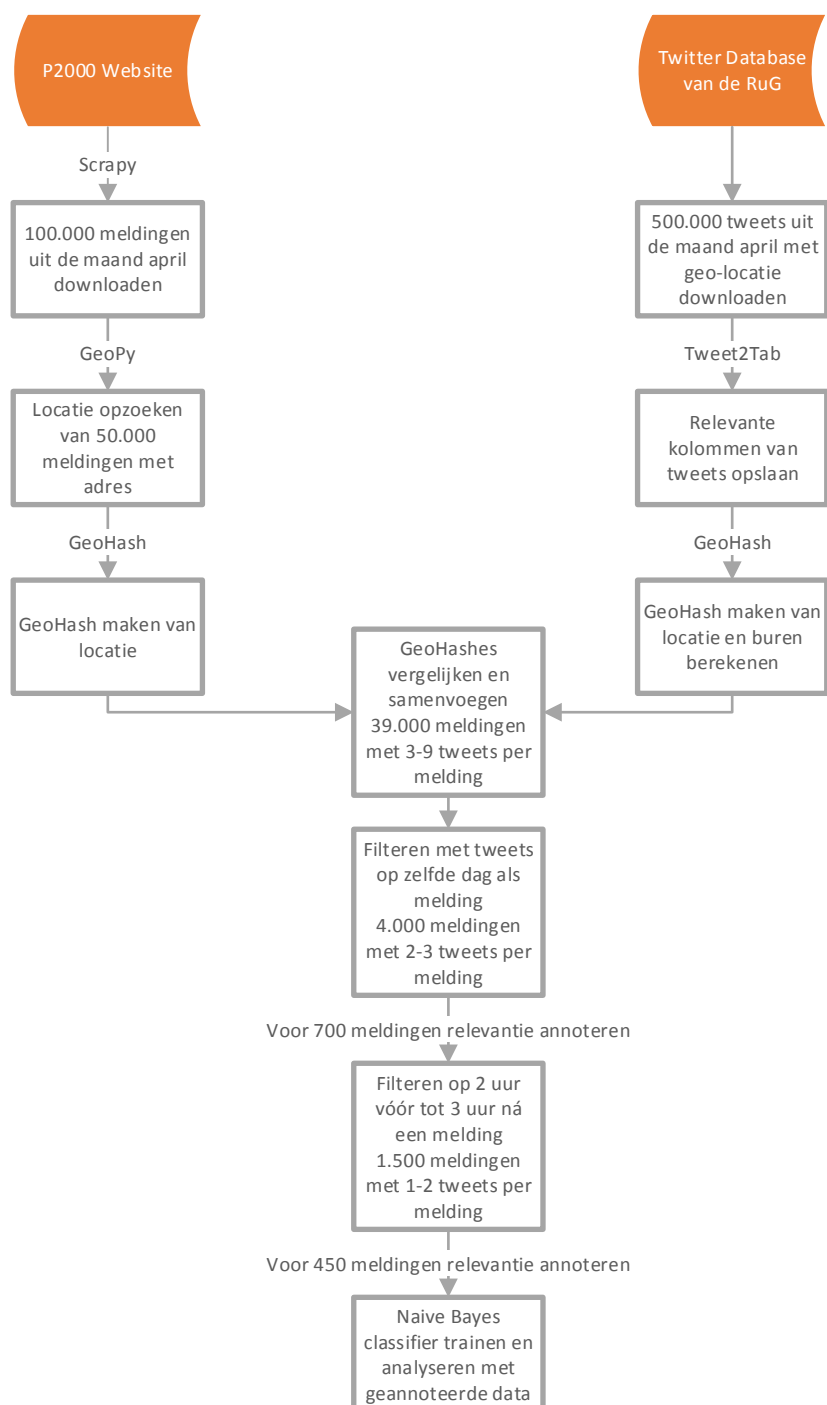 P2000 Website
Scrapy
100.000 meldingen
uit de maand april
downloaden
GeoPy
Locatie opzoeken
van 50.000
meldingen met
adres
GeoHash
GeoHash maken van
locatie
Twitter Database
van de RuG
500.000 tweets uit
de maand april met
geo-locatie
downloaden
Tweet2Tab
Relevante
kolommen van
tweets opslaan
GeoHash
GeoHash maken van
locatie en buren
berekenen
GeoHashes
vergelijken en
samenvoegen
39.000 meldingen
met 3-9 tweets per
melding
Filteren met tweets
op zelfde dag als
melding
4.000 meldingen
met 2-3 tweets per
melding
Voor 700 meldingen relevantie annoteren
Filteren op 2 uur
vóór tot 3 uur ná
een melding
1.500 meldingen
met 1-2 tweets per
melding
Voor 450 meldingen relevantie annoteren
Naive Bayes
classifier trainen en
analyseren met
geannoteerde data